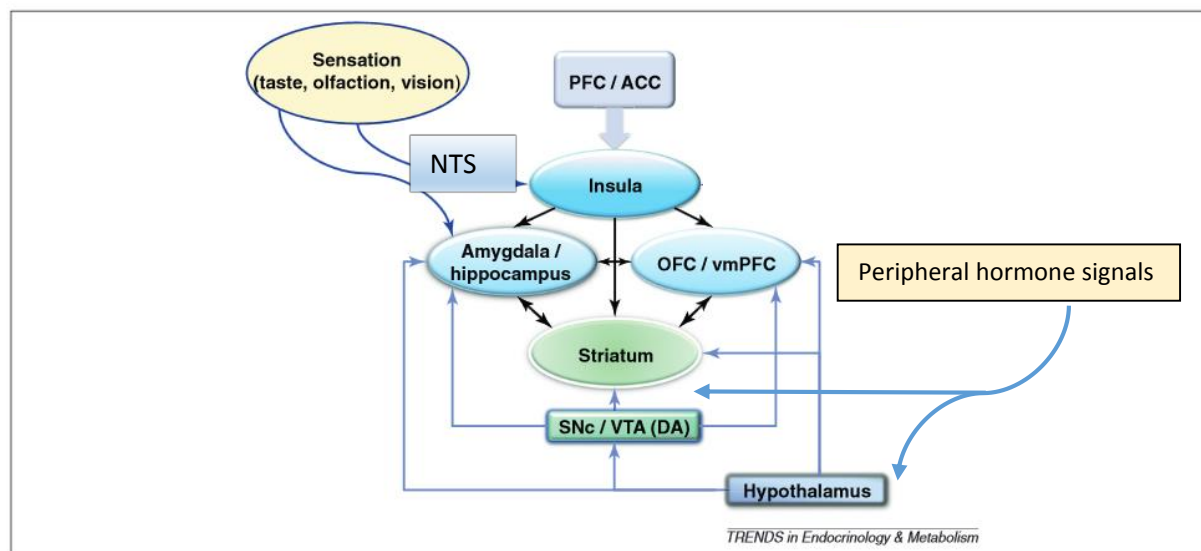 Sensation
(taste, olfaction, vision)
PFC / ACC
NTS
Insula
Amygdala /
hippocampus
OFC / vmPFC
Peripheral hormone signals
Striatum
SNc / VTA (DA)
Hypothalamus
TRENDS in Endocrinology & Metabolism